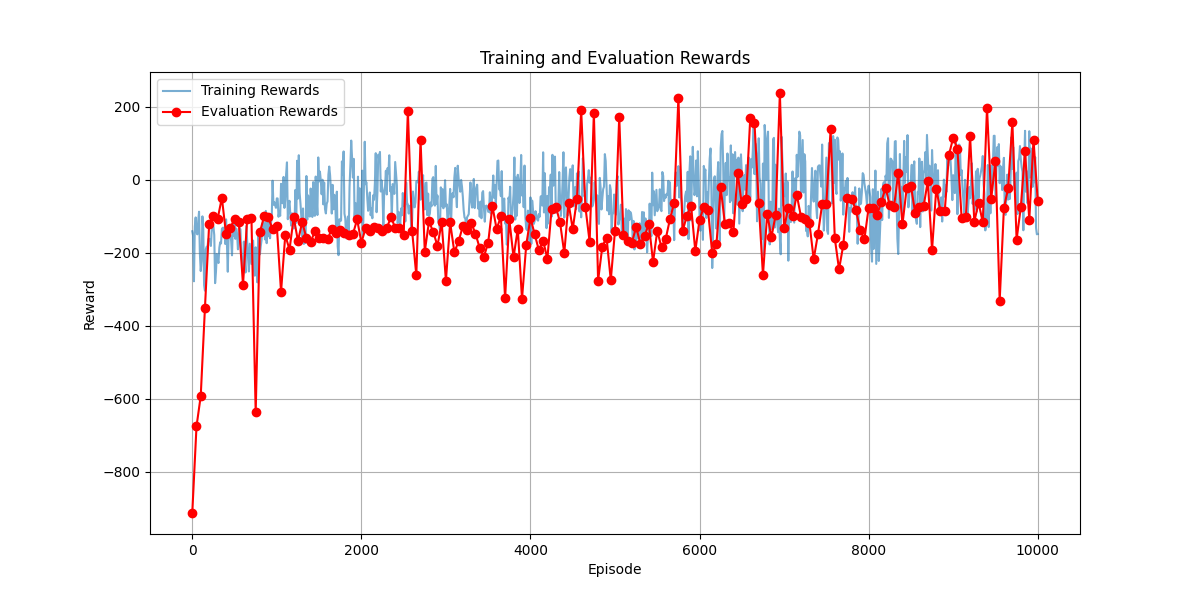 Training and Evaluation Rewards
Training Rewards
Evaluation Rewards
200
0
−200
−400
−600
−800
Reward
0 2000 4000 6000 8000 10000
Episode